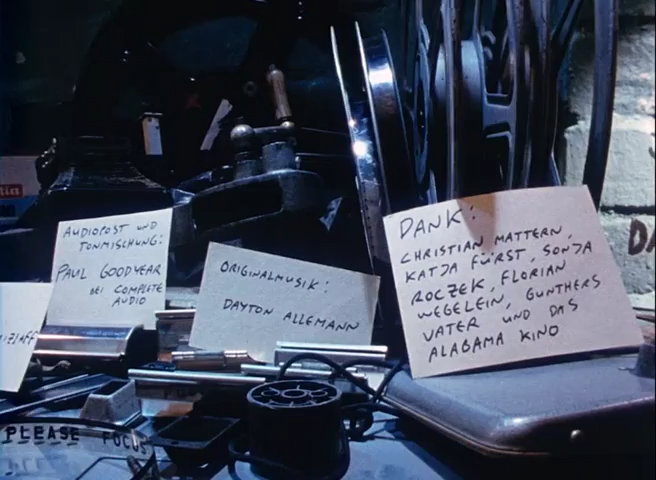 AUDIOPOST UND
TONMISCHUNG:
PAUL GOODYEAR
BEI COMPLETE
AUDIO
ORIGINALMUSIK:
DAYTON ALLEMANN
DANK:
CHRISTIAN MATTERN,
KATJA FÜRST, SONJA
ROCZEK, FLORIAN
WEGELEIN, GUNTHERS
VATER UND DAS
ALABAMA KINO
PLEASE FOCUS